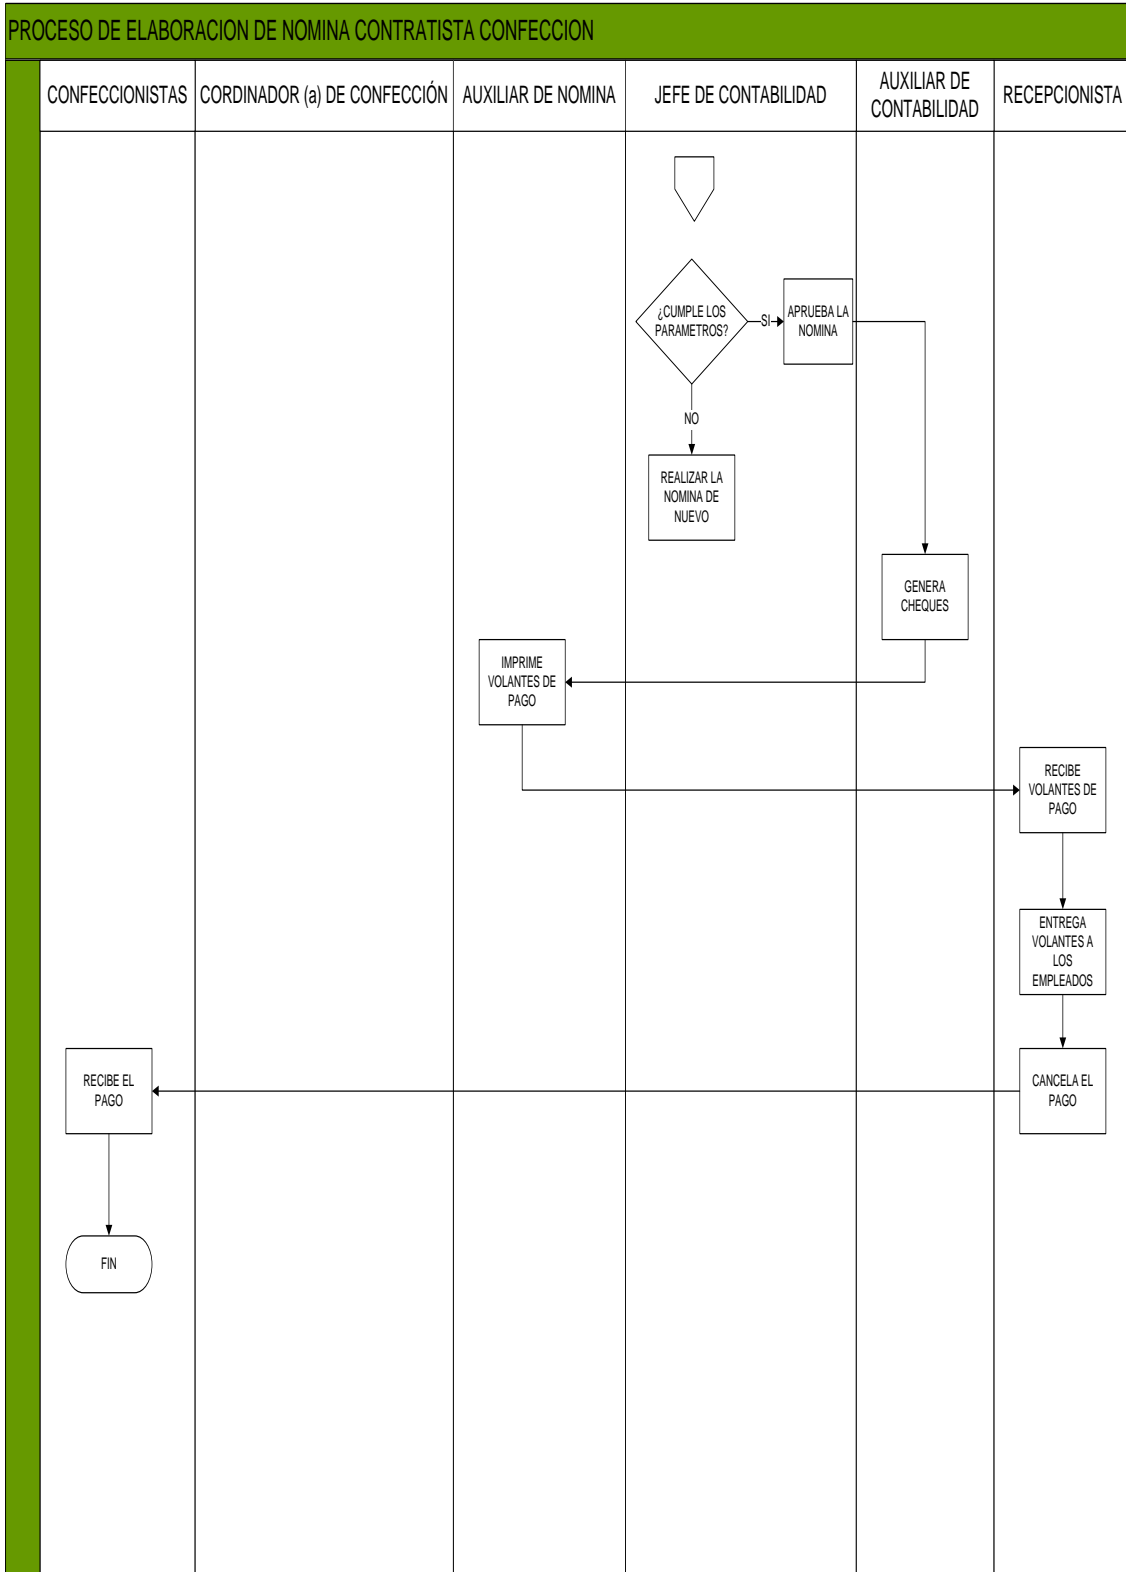 PROCESO DE ELABORACION DE NOMINA CONTRATISTA CONFECCION
CONFECCIONISTAS
CORDINADOR (a) DE CONFECCIÓN
AUXILIAR DE NOMINA
JEFE DE CONTABILIDAD
AUXILIAR DE
CONTABILIDAD
RECEPCIONISTA
¿CUMPLE LOS
PARAMETROS?
SI
APRUEBA LA
NOMINA
NO
REALIZAR LA
NOMINA DE
NUEVO
GENERA
CHEQUES
IMPRIME
VOLANTES DE
PAGO
RECIBE
VOLANTES DE
PAGO
ENTREGA
VOLANTES A
LOS
EMPLEADOS
CANCELA EL
PAGO
RECIBE EL
PAGO
FIN